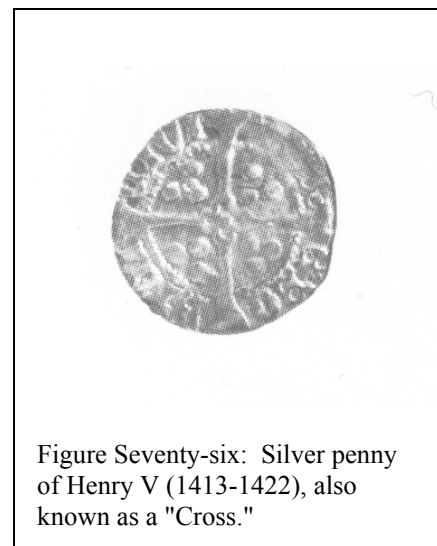 Figure Seventy-six:  Silver penny
of Henry V (1413-1422), also
known as a "Cross."